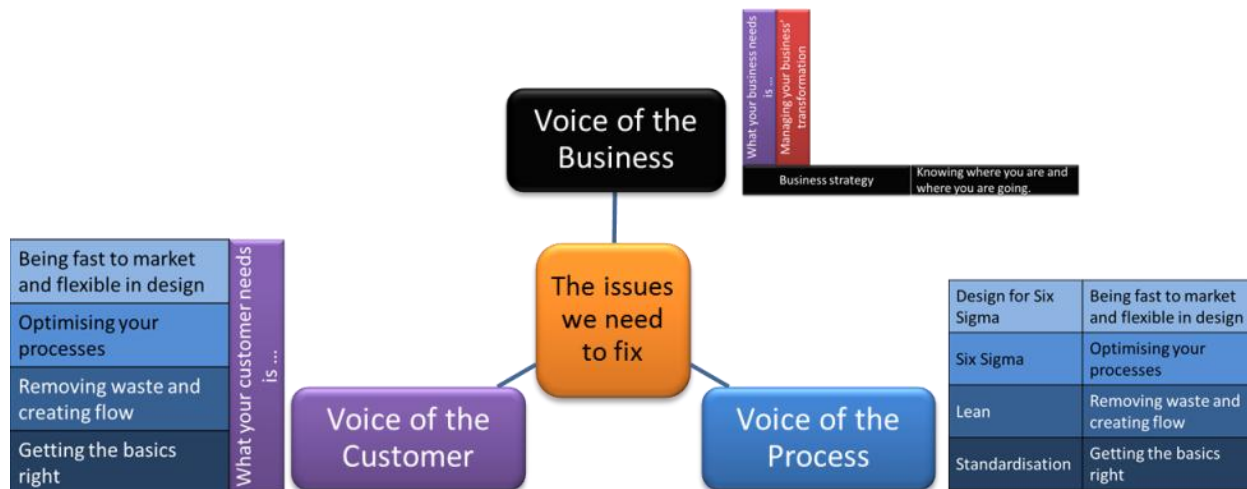 What your business needs
is ...
Managing your business'
transformation
Voice of the
Business
Business strategy
Knowing where you are and
where you are going.
The issues
we need
to fix
Being fast to market
and flexible in design
Optimising your
processes
Removing waste and
creating flow
Getting the basics
right
What your customer needs
is ...
Voice of the
Customer
Voice of the
Process
Design for Six
Sigma
Being fast to market
and flexible in design
Six Sigma
Optimising your
processes
Lean
Removing waste and
creating flow
Standardisation
Getting the basics
right